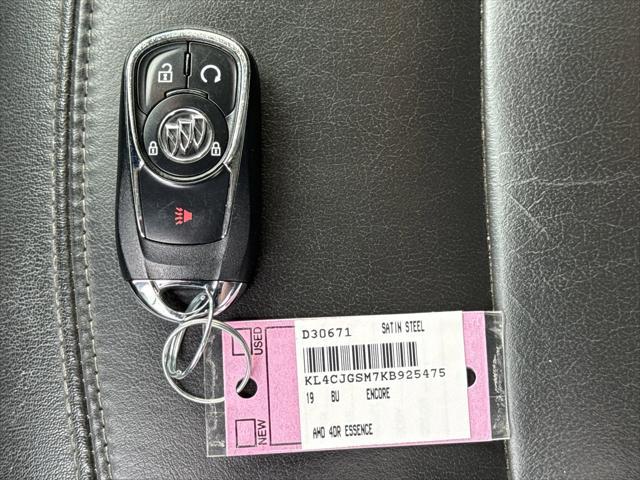 D30671 SATIN STEEL
KL4CJGSM7KB925475
19 BU ENCORE
AWD 4DR ESSENCE
USED
NEW